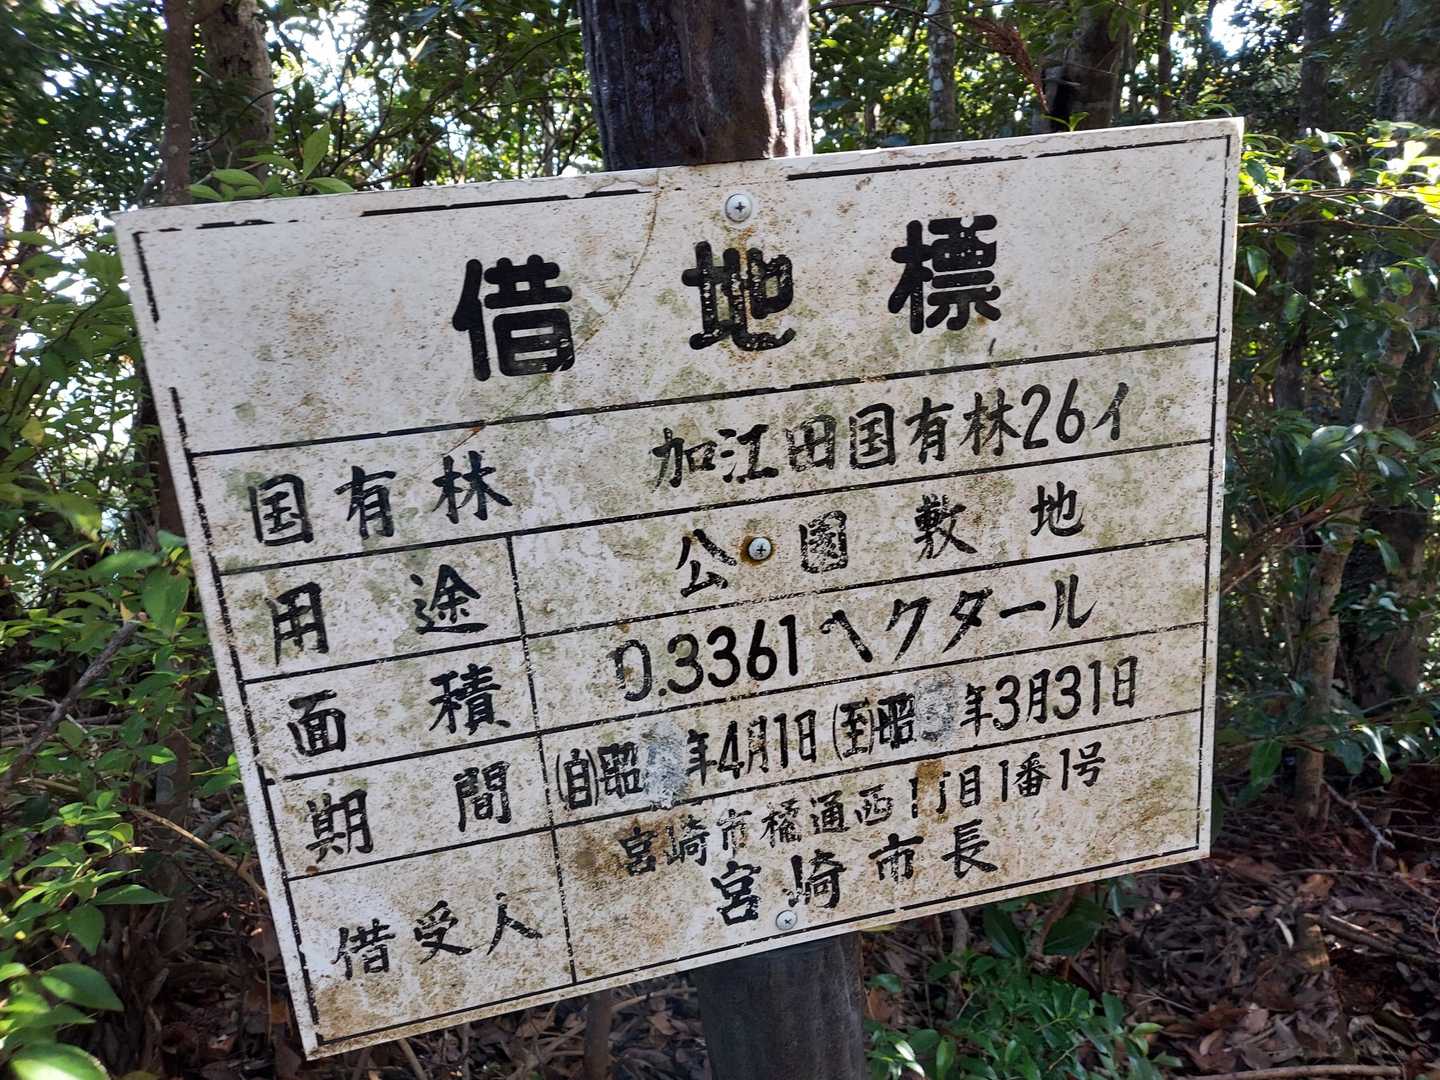 借地標
国有林 加江田国有林26イ
用途 公園敷地
面積 0.3361ヘクタール
期間 (自)昭 年4月1日(至)昭 年3月31日
借受人 宮崎市橘通西1丁目1番1号
宮崎市長